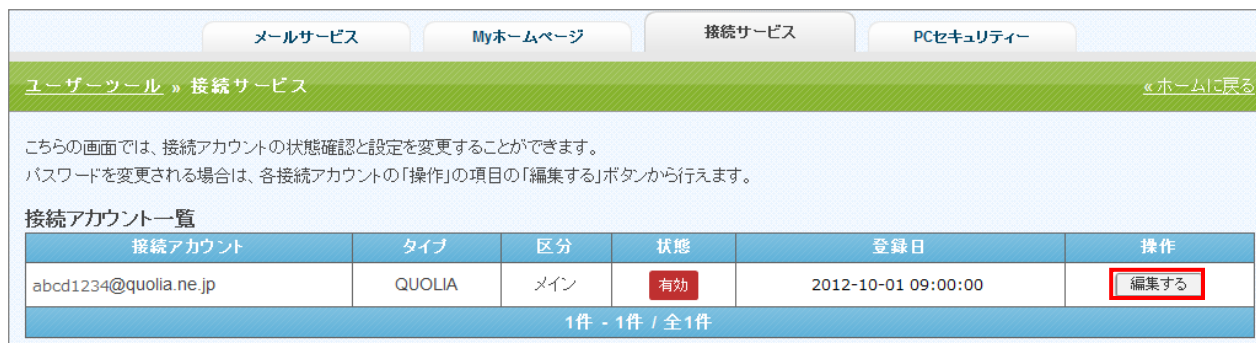 メールサービス Myホームページ 接続サービス PCセキュリティー
ユーザーツール » 接続サービス «ホームに戻る
こちらの画面では、接続アカウントの状態確認と設定を変更することができます。
パスワードを変更される場合は、各接続アカウントの「操作」の項目の「編集する」ボタンから行えます。
接続アカウント一覧
接続アカウント タイプ 区分 状態 登録日 操作
abcd1234@quolia.ne.jp QUOLIA メイン 有効 2012-10-01 09:00:00 編集する
1件 - 1件 / 全1件